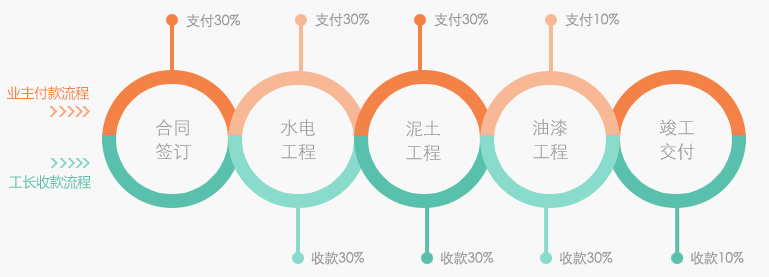 支付30%
支付30%
支付30%
支付10%
业主付款流程
合同
签订
水电
工程
泥土
工程
油漆
工程
竣工
交付
工长收款流程
收款30%
收款30%
收款30%
收款10%